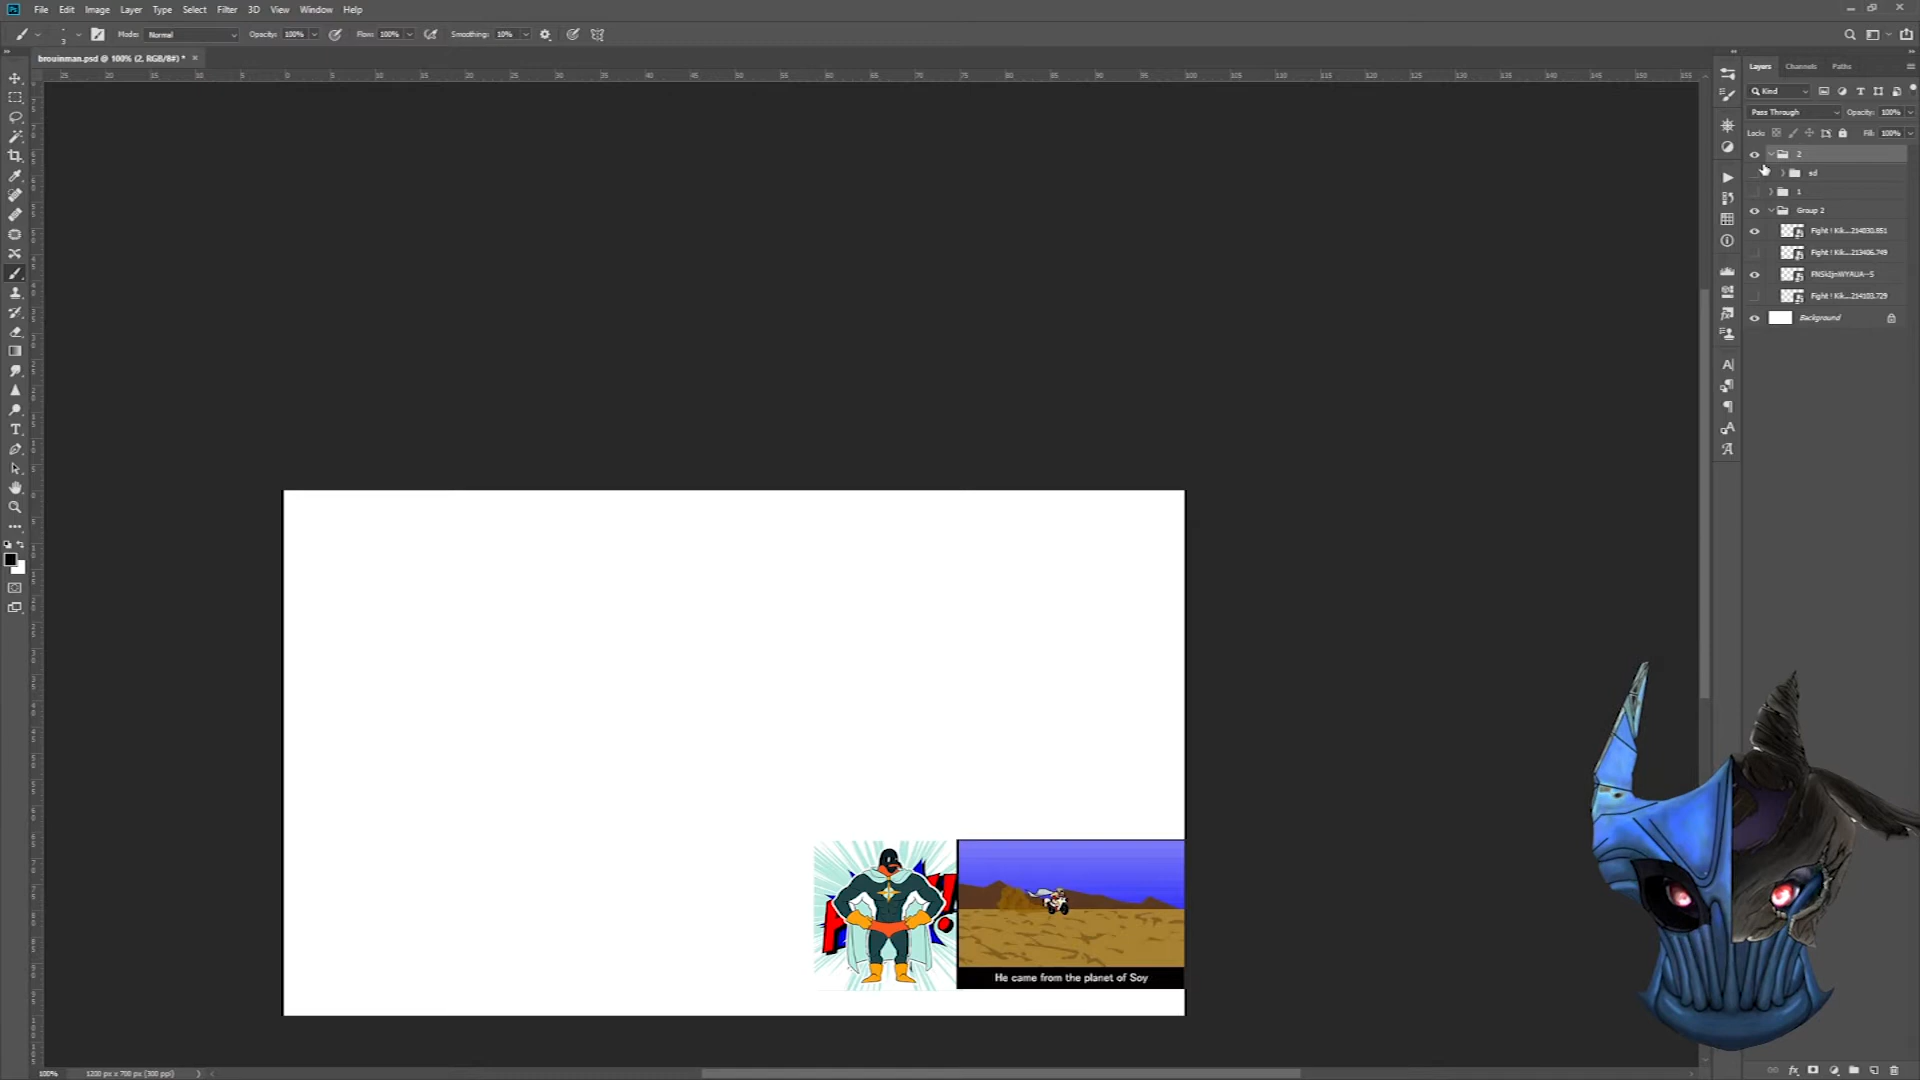 File Edit Image Layer Type Select Filter 3D View Window Help
Mode: Normal Opacity: 100% Flow: 100% Smoothing: 10%
brouinman.psd @ 100% (2, RGB/8#) *
Layers Channels Paths
Kind
Pass Through Opacity: 100%
Lock: Fill: 100%
2
sd
1
Group 2
Fight ! Kik...214030.851
Fight ! Kik...213406.749
Fight ! Kik...214103.729
Background
He came from the planet of Soy
100% 1200 px x 700 px (300 ppi)